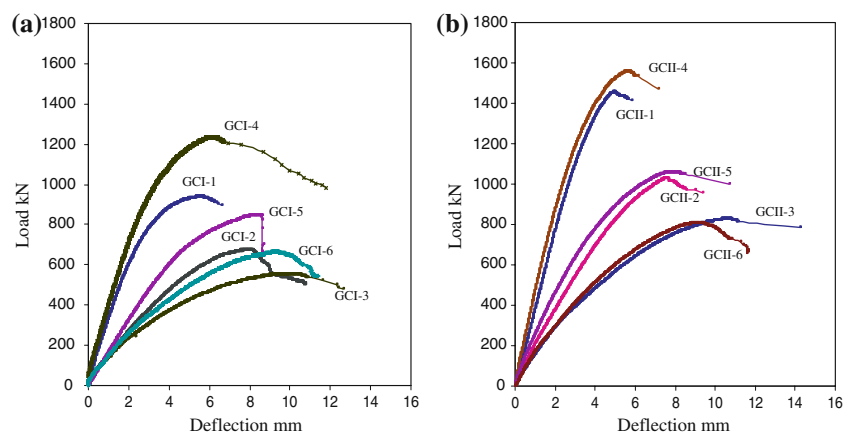 (a)
Load kN
1800
1600
1400
1200
1000
800
600
400
200
0
GCI-4
GCI-1
GCI-5
GCI-2
GCI-6
GCI-3
0 2 4 6 8 10 12 14 16
Deflection mm
(b)
Load kN
1800
1600
1400
1200
1000
800
600
400
200
0
GCII-4
GCII-1
GCII-5
GCII-2
GCII-3
GCII-6
0 2 4 6 8 10 12 14 16
Deflection mm